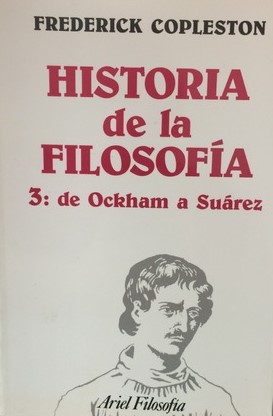 FREDERICK COPLESTON
HISTORIA
de la
FILOSOFÍA
3: de Ockham a Suárez
Ariel Filosofía